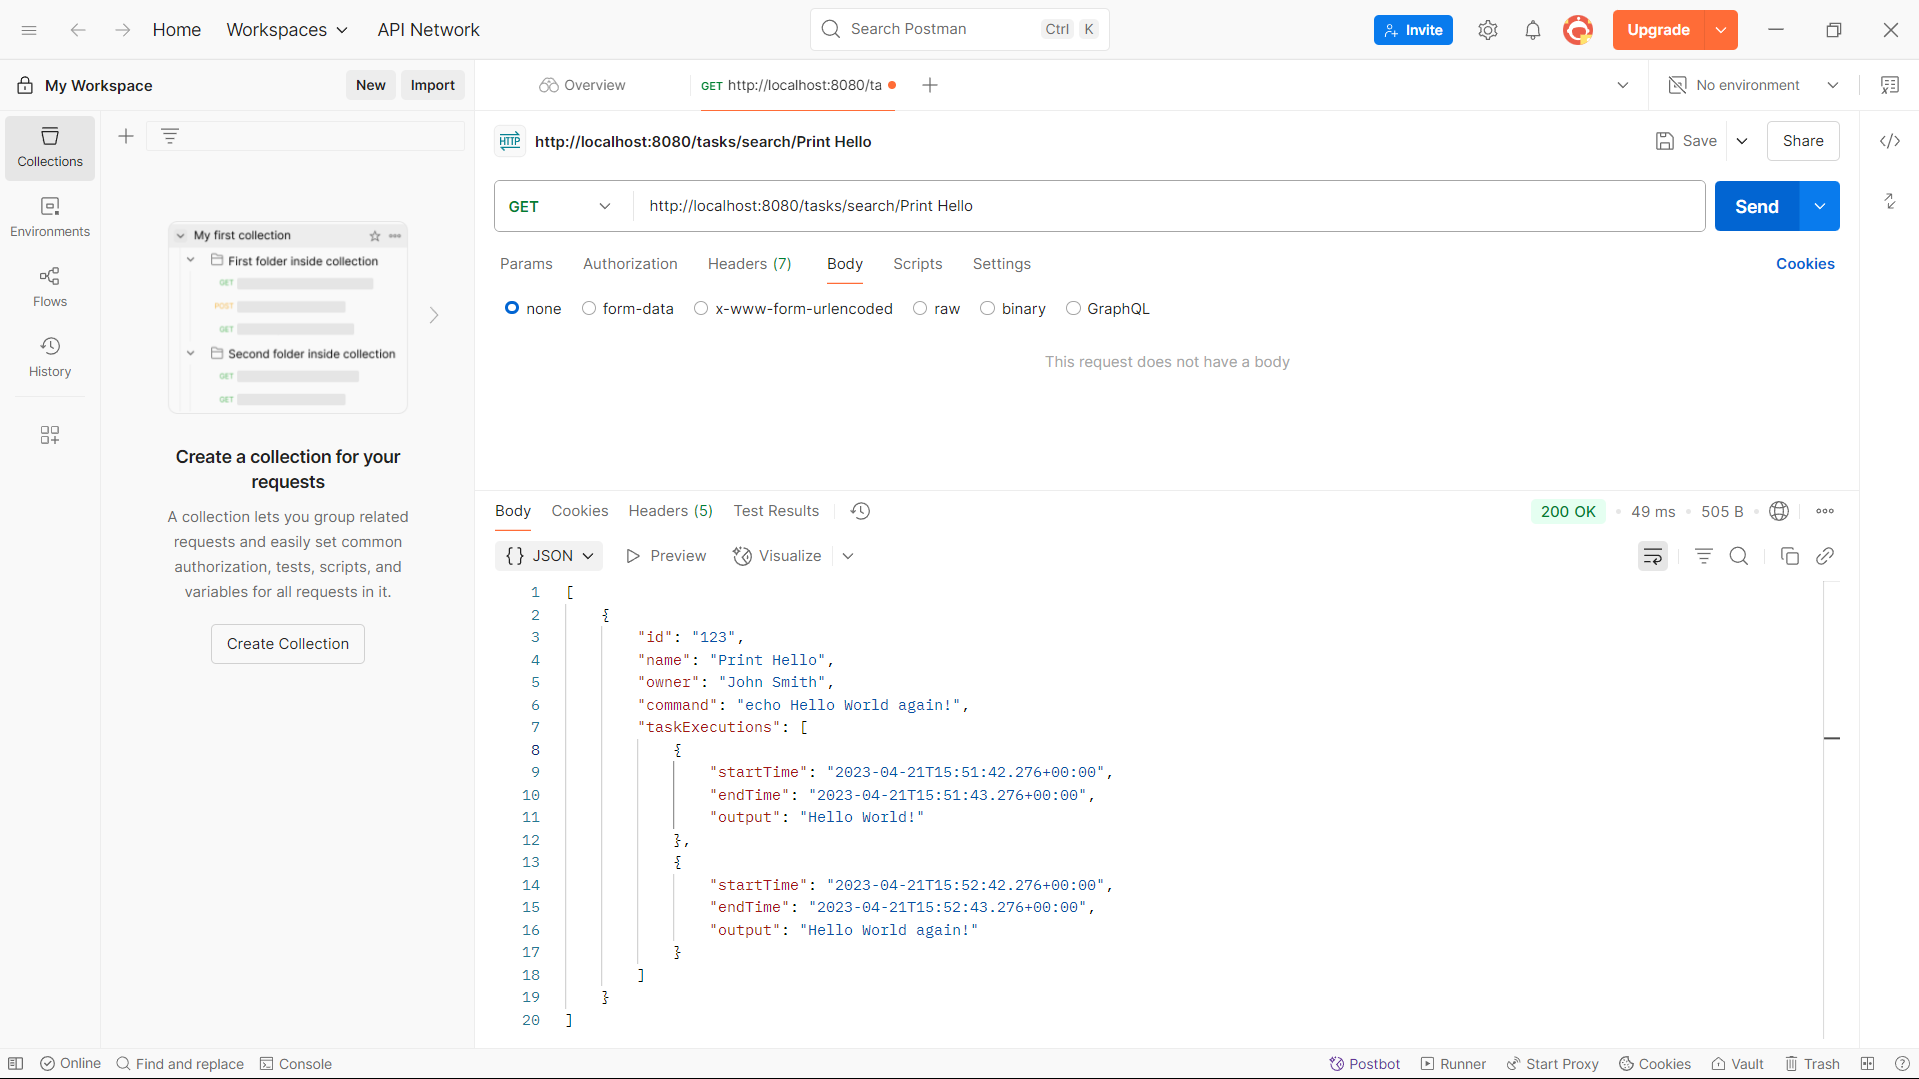 Home Workspaces API Network Search Postman Ctrl K Invite Upgrade
My Workspace New Import Overview GET http://localhost:8080/ta No environment
Collections
Environments
Flows
History
My first collection
First folder inside collection
GET
POST
GET
Second folder inside collection
GET
GET
Create a collection for your
requests
A collection lets you group related
requests and easily set common
authorization, tests, scripts, and
variables for all requests in it.
Create Collection
HTTP http://localhost:8080/tasks/search/Print Hello Save Share
GET http://localhost:8080/tasks/search/Print Hello Send
Params Authorization Headers (7) Body Scripts Settings Cookies
none form-data x-www-form-urlencoded raw binary GraphQL
This request does not have a body
Body Cookies Headers (5) Test Results 200 OK • 49 ms • 505 B •
{} JSON Preview Visualize
1 [
2 {
3 "id": "123",
4 "name": "Print Hello",
5 "owner": "John Smith",
6 "command": "echo Hello World again!",
7 "taskExecutions": [
8 {
9 "startTime": "2023-04-21T15:51:42.276+00:00",
10 "endTime": "2023-04-21T15:51:43.276+00:00",
11 "output": "Hello World!"
12 },
13 {
14 "startTime": "2023-04-21T15:52:42.276+00:00",
15 "endTime": "2023-04-21T15:52:43.276+00:00",
16 "output": "Hello World again!"
17 }
18 ]
19 }
20 ]
Online Find and replace Console Postbot Runner Start Proxy Cookies Vault Trash